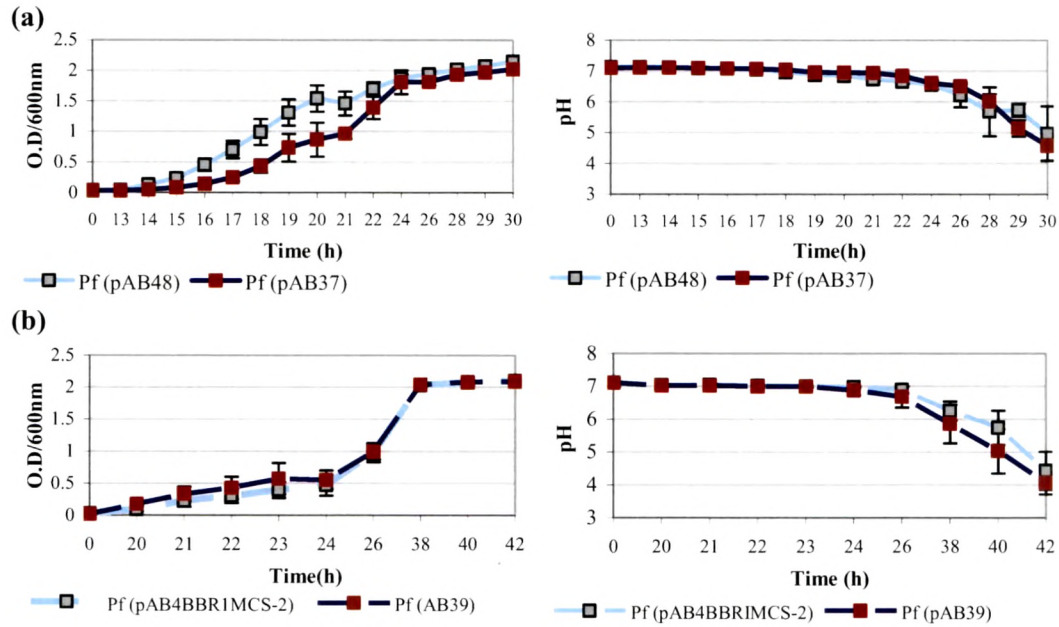 (a)
2.5
2
1.5
1
0.5
0
O.D/600nm
0 13 14 15 16 17 18 19 20 21 22 24 26 28 29 30
Time (h)
Pf (pAB48) Pf (pAB37)
8
7
6
5
4
3
pH
0 13 14 15 16 17 18 19 20 21 22 24 26 28 29 30
Time(h)
Pf (pAB48) Pf (pAB37)
(b)
2.5
2
1.5
1
0.5
0
O.D/600nm
0 20 21 22 23 24 26 38 40 42
Time(h)
Pf (pAB4BBR1MCS-2) Pf (AB39)
8
7
6
5
4
3
pH
0 20 21 22 23 24 26 38 40 42
Time (h)
Pf (pAB4BBRlMCS-2) Pf (pAB39)